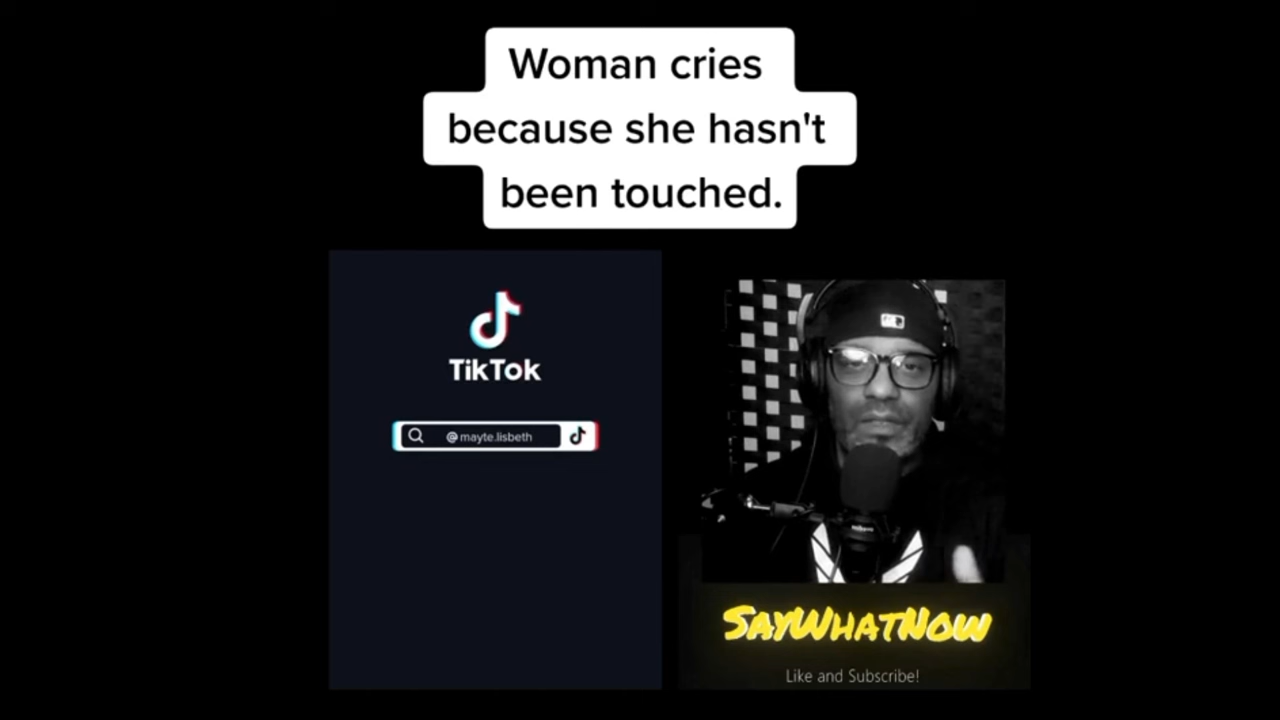 Woman cries
because she hasn't
been touched.
TikTok
@mayte.lisbeth
SayWhatNow
Like and Subscribe!